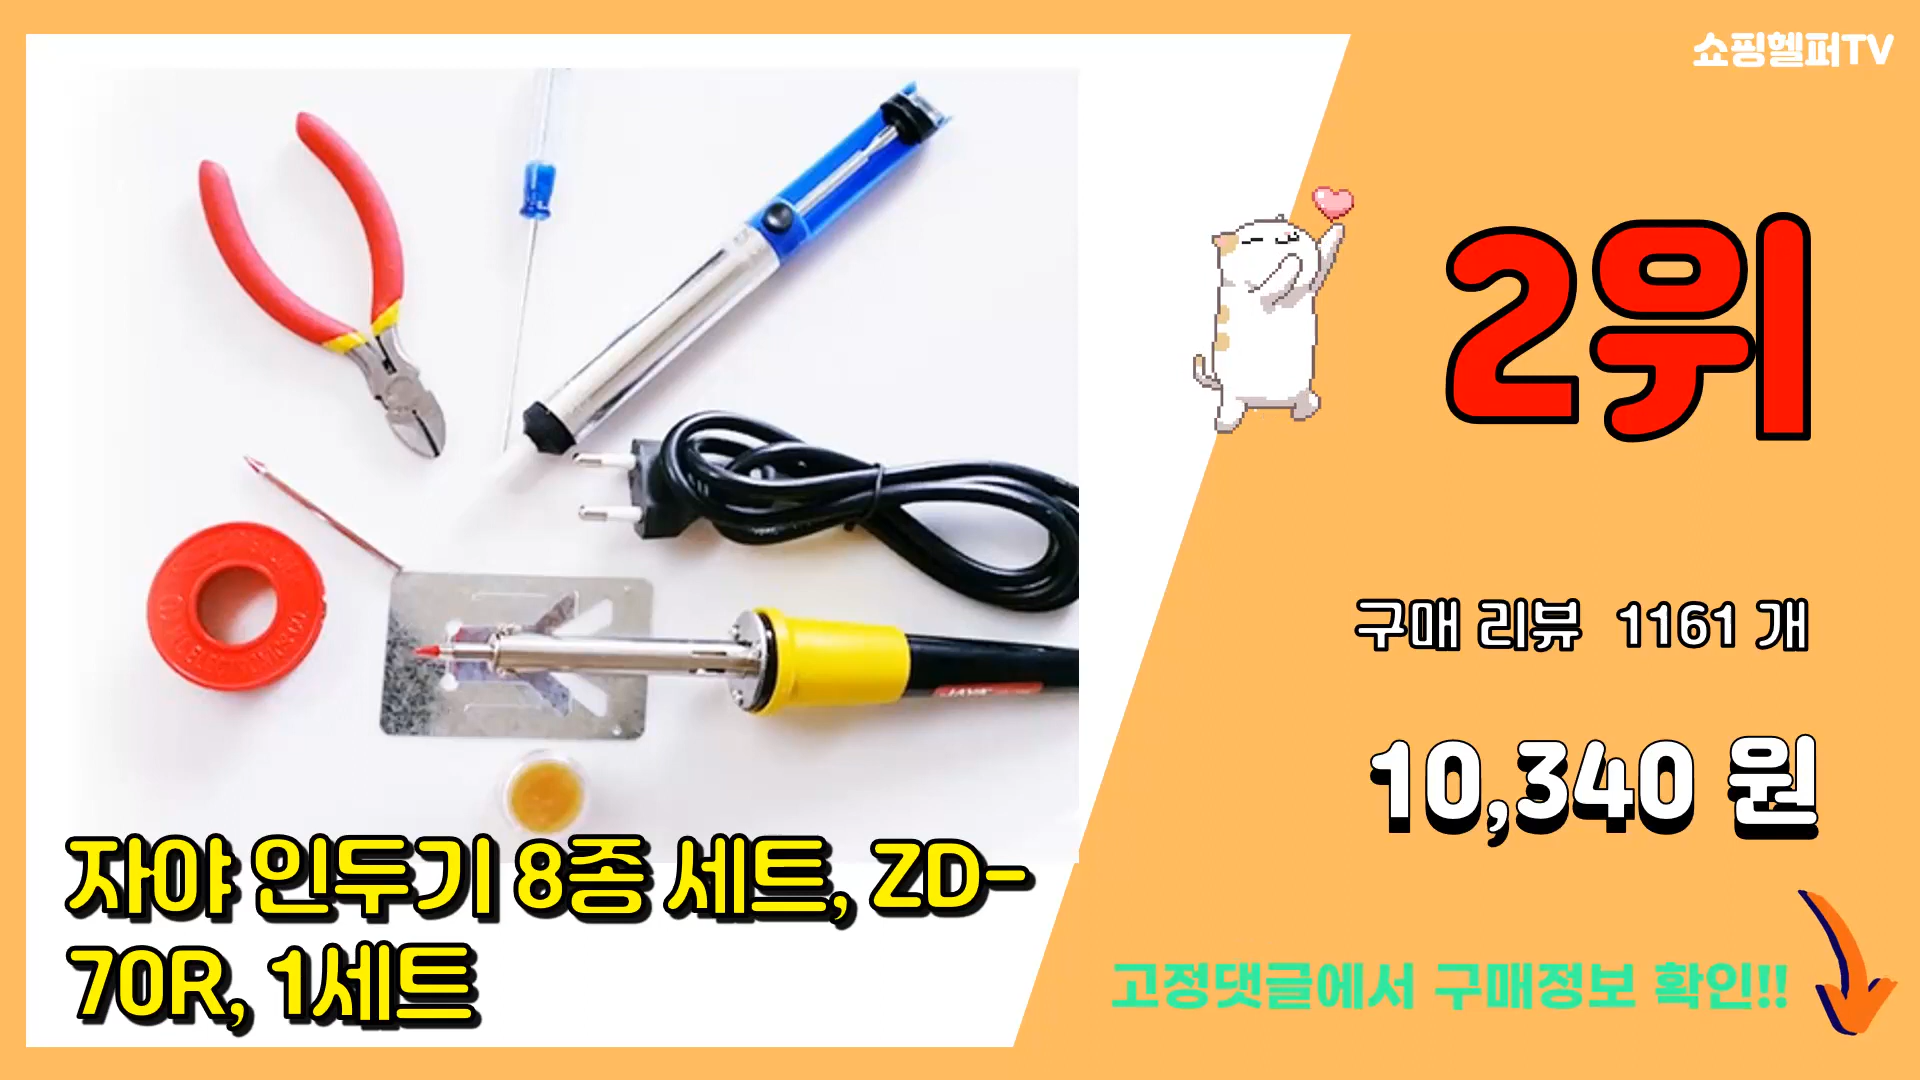 쇼핑헬퍼TV
2위
구매 리뷰 1161 개
10,340 원
자야 인두기 8종 세트, ZD-
70R, 1세트
고정댓글에서 구매정보 확인!!